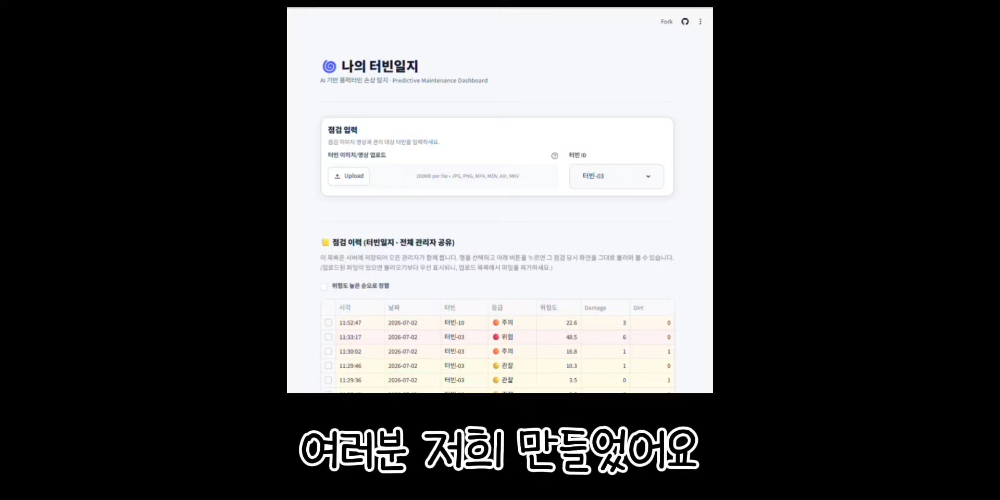 Fork
나의 터빈일지
AI 기반 풍력터빈 손상 탐지 · Predictive Maintenance Dashboard
점검 입력
점검 이미지·영상과 관리 대상 터빈을 입력하세요.
터빈 이미지/영상 업로드
터빈 ID
Upload
200MB per file • JPG, PNG, MP4, MOV, AVI, MKV
터빈-03
점검 이력 (터빈일지 · 전체 관리자 공유)
이 목록은 서버에 저장되어 모든 관리자가 함께 봅니다. 행을 선택하고 아래 버튼을 누르면 그 점검 당시 화면을 그대로 불러와 볼 수 있습니다.
(업로드된 파일이 있으면 불러오기보다 우선 표시되니, 업로드 목록에서 파일을 제거하세요.)
위험도 높은 순으로 정렬
시각 날짜 터빈 등급 위험도 Damage Dirt
11:52:47 2026-07-02 터빈-10 주의 22.6 3 0
11:33:17 2026-07-02 터빈-03 위험 48.5 6 0
11:30:02 2026-07-02 터빈-03 주의 16.8 1 1
11:29:46 2026-07-02 터빈-03 관찰 10.3 1 0
11:29:36 2026-07-02 터빈-03 관찰 3.5 0 1
여러분 저희 만들었어요